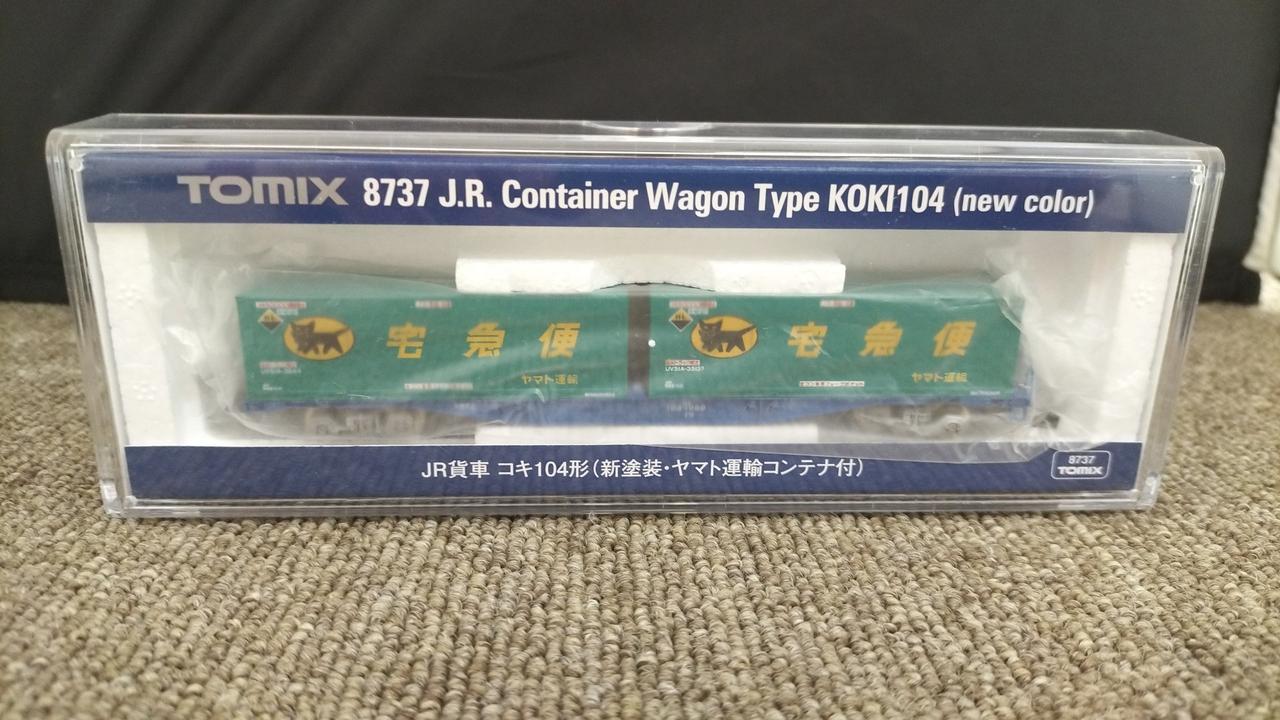 TOMIX 8737 J.R. Container Wagon Type KOKI104 (new color)
宅急便
ヤマト運輸
宅急便
UV51A-35137
ヤマト運輸
JR貨車 コキ104形(新塗装・ヤマト運輸コンテナ付)
8737
TOMIX